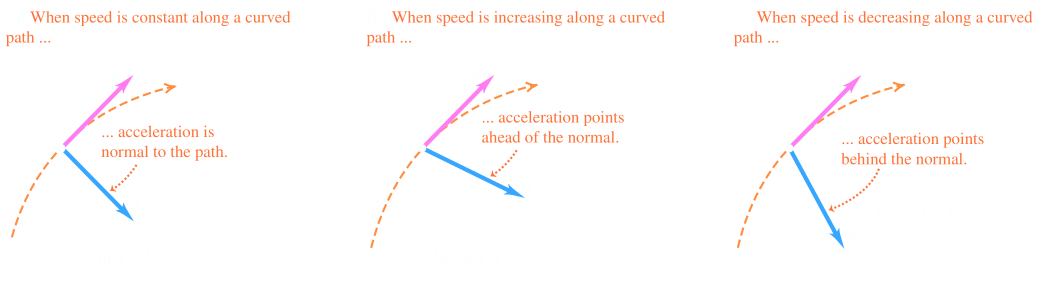 When speed is constant along a curved
path ...
... acceleration is
normal to the path.
When speed is increasing along a curved
path ...
... acceleration points
ahead of the normal.
When speed is decreasing along a curved
path ...
... acceleration points
behind the normal.